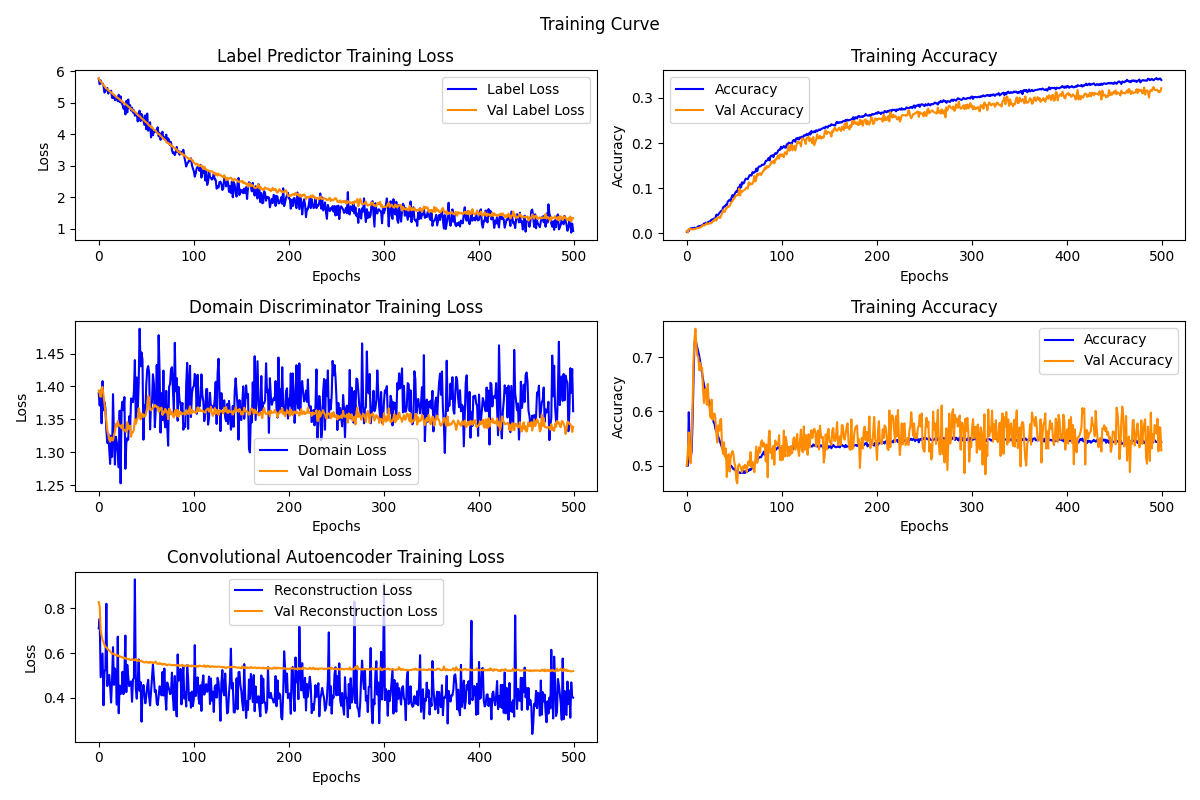 Training Curve
Label Predictor Training Loss
Loss
6
5
4
3
2
1
Label Loss
Val Label Loss
0 100 200 300 400 500
Epochs
Training Accuracy
Accuracy
0.3
0.2
0.1
0.0
Accuracy
Val Accuracy
0 100 200 300 400 500
Epochs
Domain Discriminator Training Loss
Loss
1.45
1.40
1.35
1.30
1.25
Domain Loss
Val Domain Loss
0 100 200 300 400 500
Epochs
Training Accuracy
Accuracy
0.7
0.6
0.5
Accuracy
Val Accuracy
0 100 200 300 400 500
Epochs
Convolutional Autoencoder Training Loss
Loss
0.8
0.6
0.4
Reconstruction Loss
Val Reconstruction Loss
0 100 200 300 400 500
Epochs